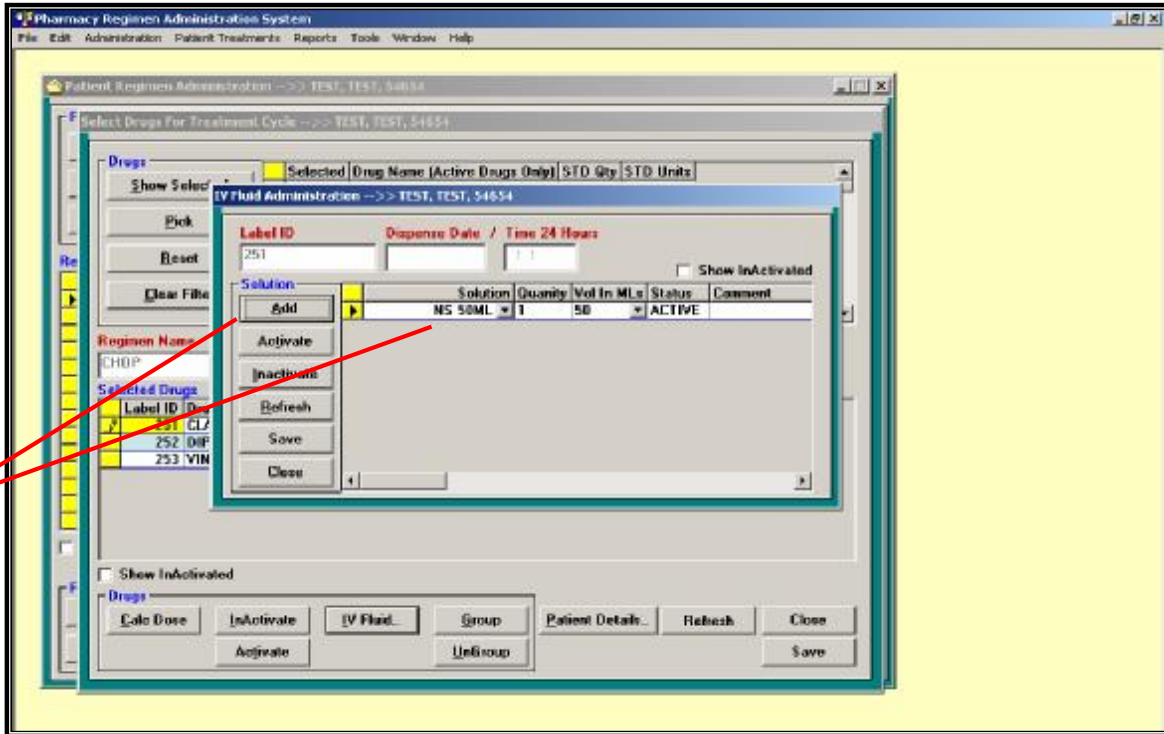 Pharmacy Regimen Administration System
File Edit Administration Patient Treatments Reports Tools Window Help
Patient Regimen Administration -->> TEST, TEST, 54654
Select Drugs For Treatment Cycle -->> TEST, TEST, 54654
Drugs
Selected Drug Name (Active Drugs Only) STD Qty STD Units
Show Selec
Pick
Reset
Clear Filte
IV Fluid Administration -->> TEST, TEST, 54654
Label ID Dispense Date / Time 24 Hours
251 : :
Show InActivated
Solution
Solution Quanity Vol In MLs Status Comment
NS 50ML 1 50 ACTIVE
Add
Activate
Inactivate
Refresh
Save
Close
Re
Regimen Name
CHOP
Selected Drugs
Label ID Dru
251 CLA
252 DIP
253 VIN
Show InActivated
Drugs
Calc Dose InActivate IV Fluid... Group Patient Details... Refresh Close
Activate UnGroup Save